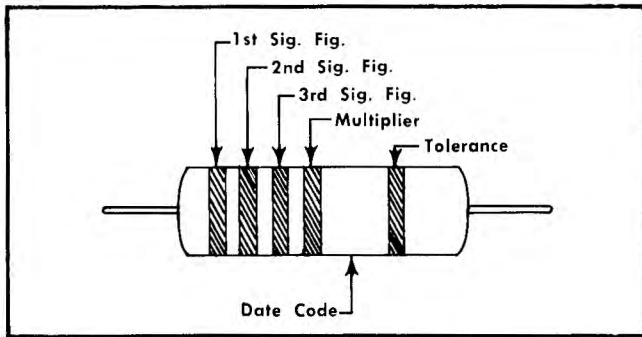 1st Sig. Fig.
2nd Sig. Fig.
3rd Sig. Fig.
Multiplier
Tolerance
Date Code